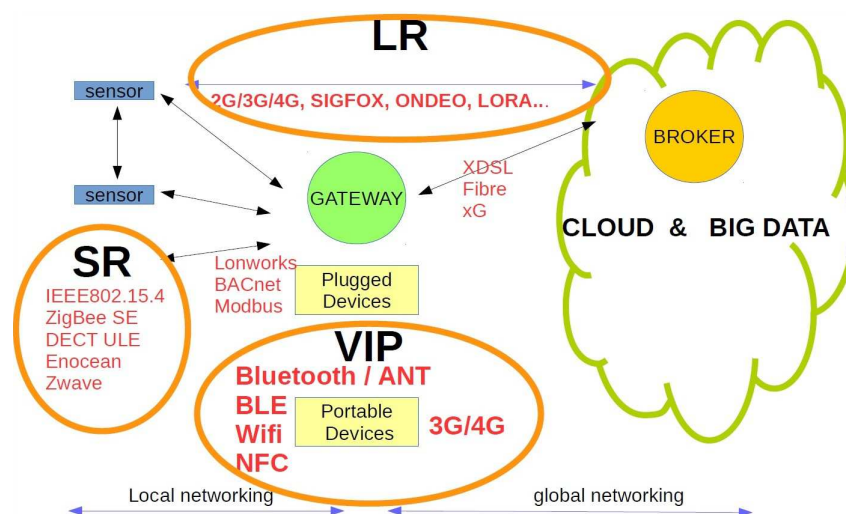 LR
2G/3G/4G, SIGFOX, ONDEO, LORA...
sensor
sensor
GATEWAY
XDSL
Fibre
xG
BROKER
CLOUD & BIG DATA
SR
IEEE802.15.4
ZigBee SE
DECT ULE
Enocean
Zwave
Lonworks
BACnet
Modbus
Plugged
Devices
VIP
Bluetooth / ANT
BLE
Wifi
NFC
Portable
Devices
3G/4G
Local networking
global networking